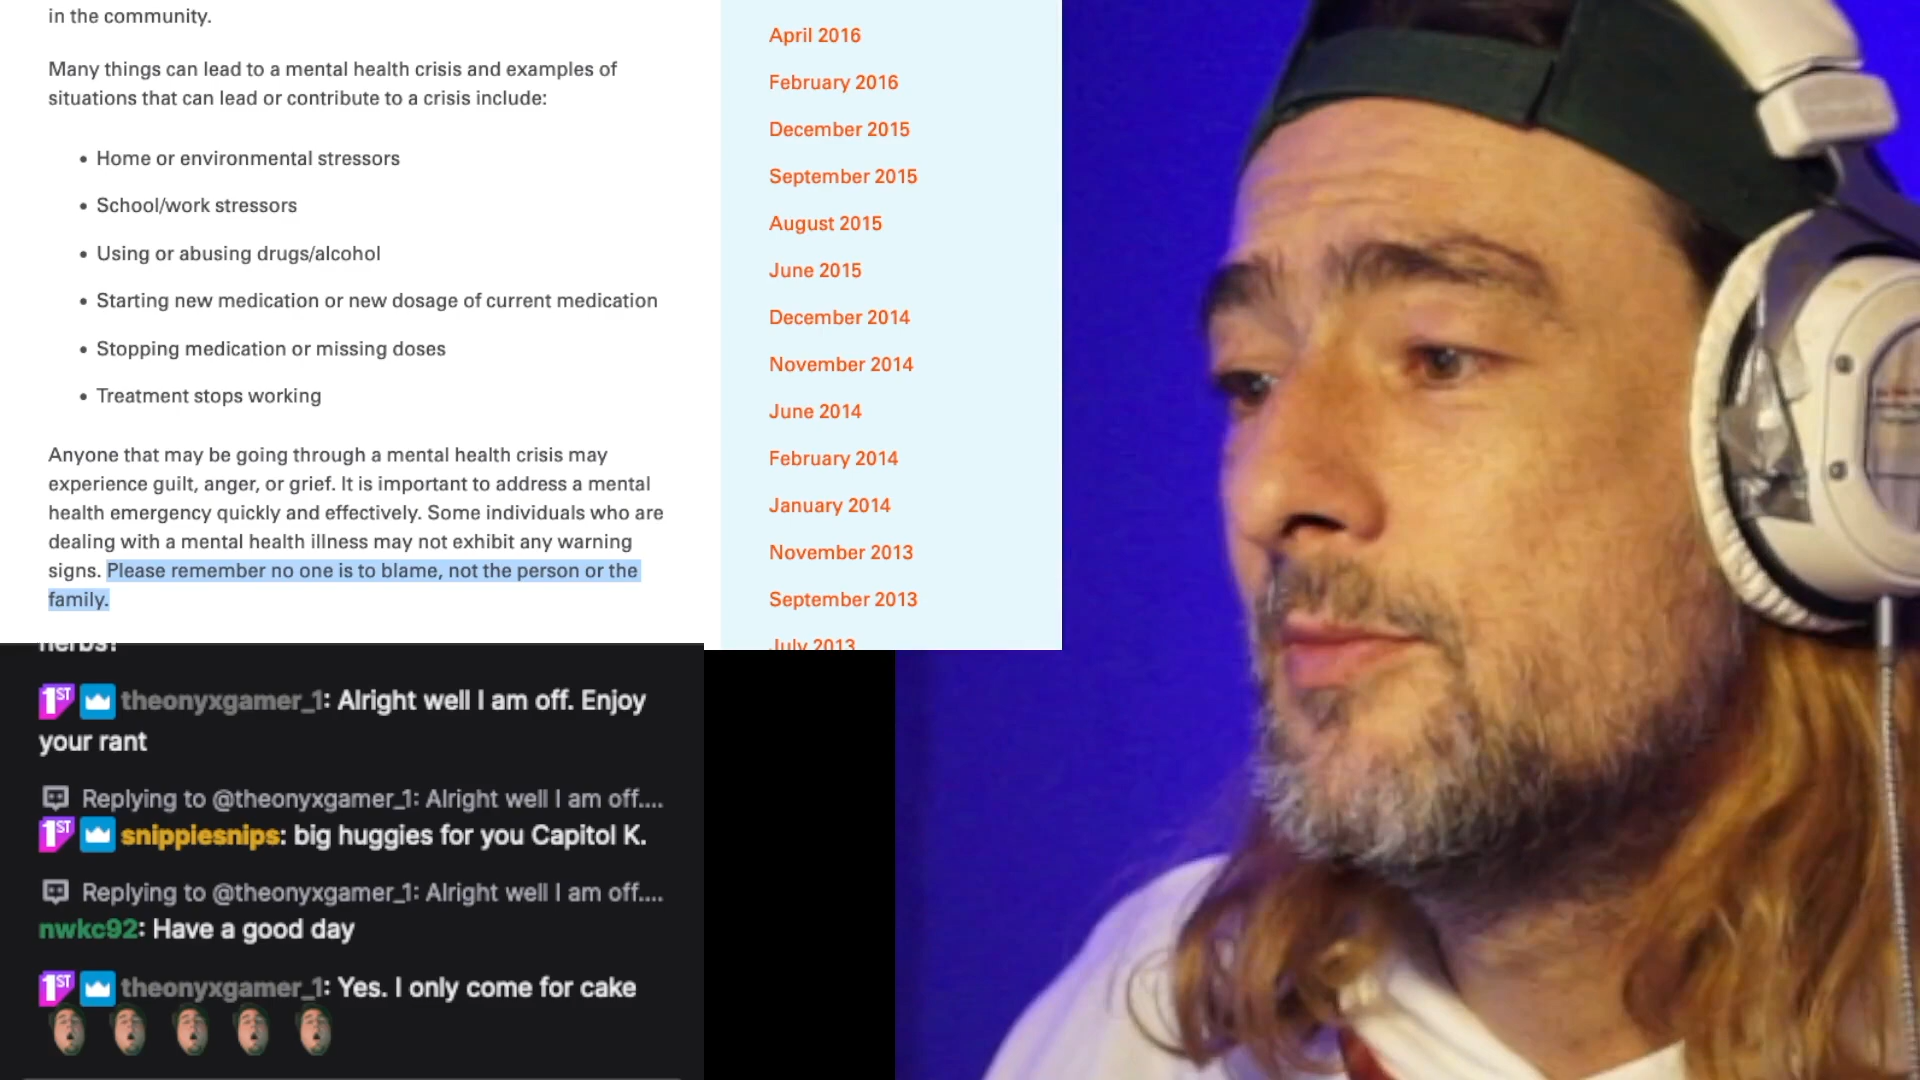 in the community.
Many things can lead to a mental health crisis and examples of
situations that can lead or contribute to a crisis include:
• Home or environmental stressors
• School/work stressors
• Using or abusing drugs/alcohol
• Starting new medication or new dosage of current medication
• Stopping medication or missing doses
• Treatment stops working
Anyone that may be going through a mental health crisis may
experience guilt, anger, or grief. It is important to address a mental
health emergency quickly and effectively. Some individuals who are
dealing with a mental health illness may not exhibit any warning
signs. Please remember no one is to blame, not the person or the
family.
April 2016
February 2016
December 2015
September 2015
August 2015
June 2015
December 2014
November 2014
June 2014
February 2014
January 2014
November 2013
September 2013
July 2013
herbs!
1ST theonyxgamer_1: Alright well I am off. Enjoy
your rant
Replying to @theonyxgamer_1: Alright well I am off....
1ST snippiesnips: big huggies for you Capitol K.
Replying to @theonyxgamer_1: Alright well I am off....
nwkc92: Have a good day
1ST theonyxgamer_1: Yes. I only come for cake